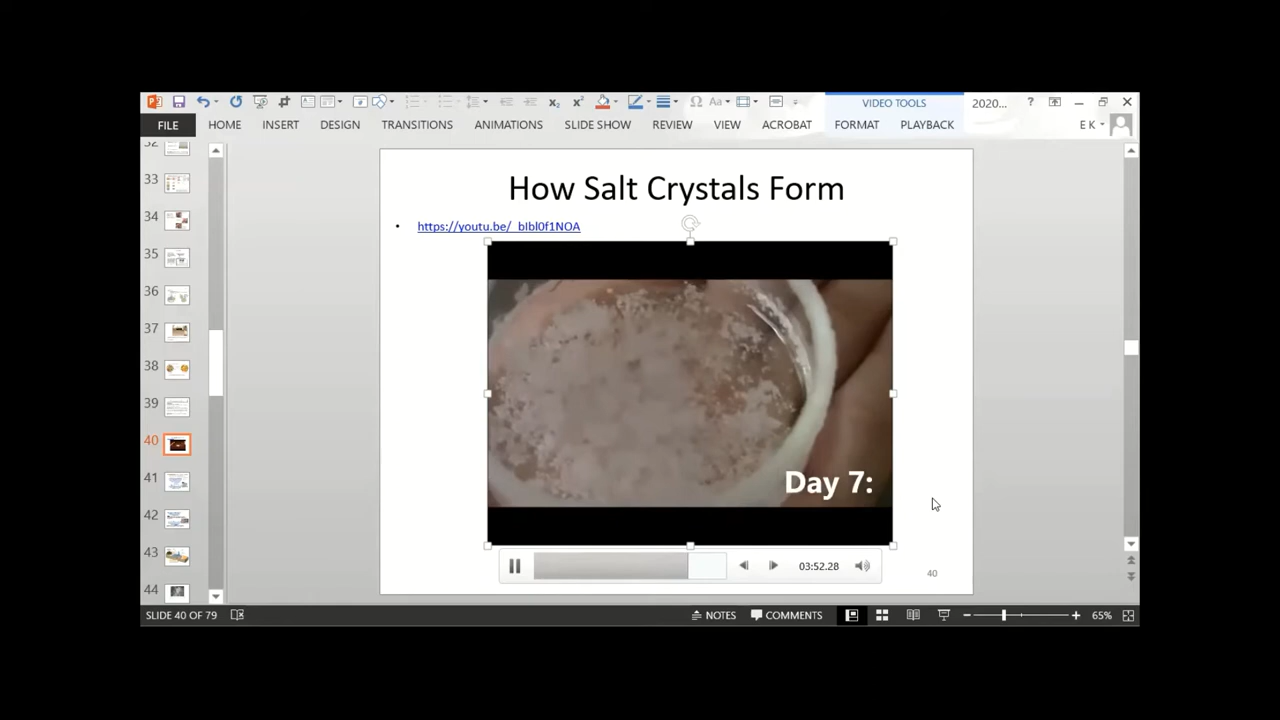 2020...
VIDEO TOOLS
FILE
HOME
INSERT
DESIGN
TRANSITIONS
ANIMATIONS
SLIDE SHOW
REVIEW
VIEW
ACROBAT
FORMAT
PLAYBACK
E K
33
34
35
36
37
38
39
40
41
42
43
44
How Salt Crystals Form
• https://youtu.be/_bIbl0f1NOA
Day 7:
03:52.28
40
SLIDE 40 OF 79
NOTES
COMMENTS
65%